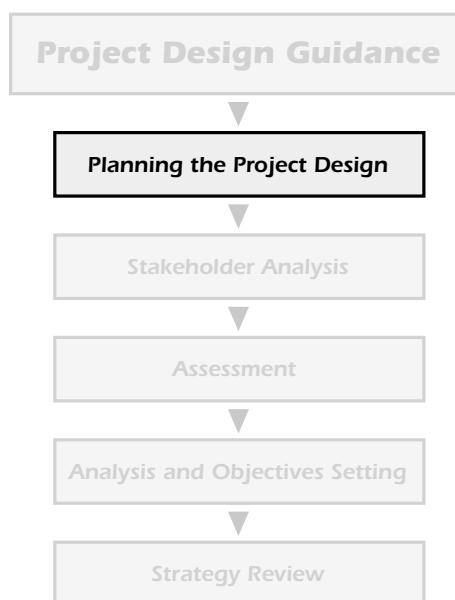 Project Design Guidance
Planning the Project Design
Stakeholder Analysis
Assessment
Analysis and Objectives Setting
Strategy Review